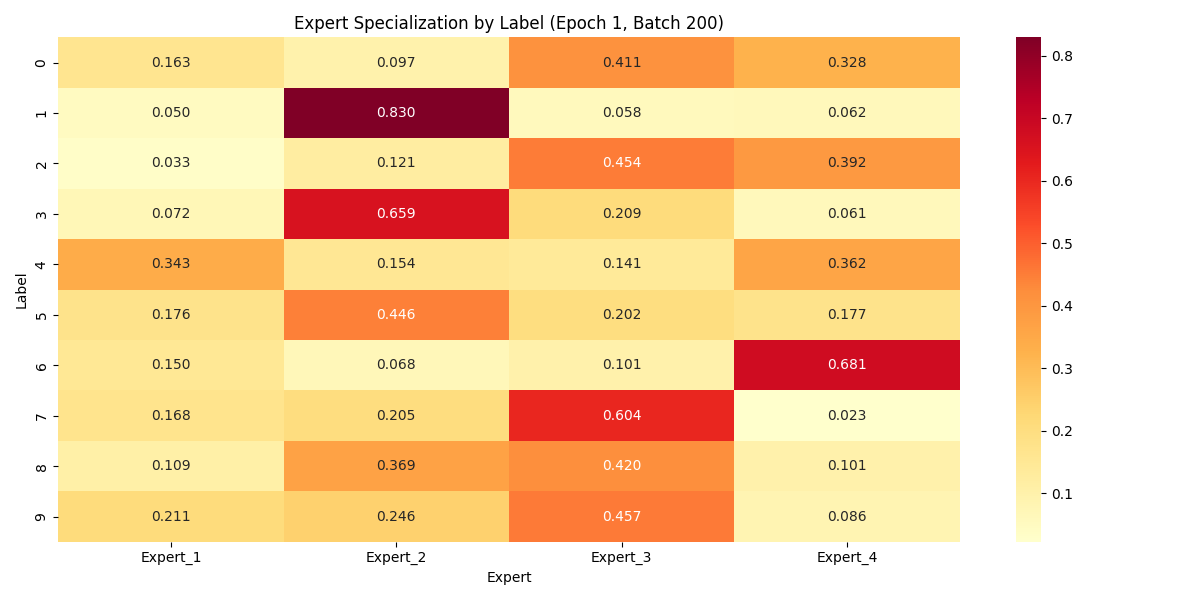 Expert Specialization by Label (Epoch 1, Batch 200)
0 0.163 0.097 0.411 0.328
1 0.050 0.830 0.058 0.062
2 0.033 0.121 0.454 0.392
3 0.072 0.659 0.209 0.061
4 0.343 0.154 0.141 0.362
5 0.176 0.446 0.202 0.177
6 0.150 0.068 0.101 0.681
7 0.168 0.205 0.604 0.023
8 0.109 0.369 0.420 0.101
9 0.211 0.246 0.457 0.086
Expert_1 Expert_2 Expert_3 Expert_4
Expert
Label
0.8
0.7
0.6
0.5
0.4
0.3
0.2
0.1